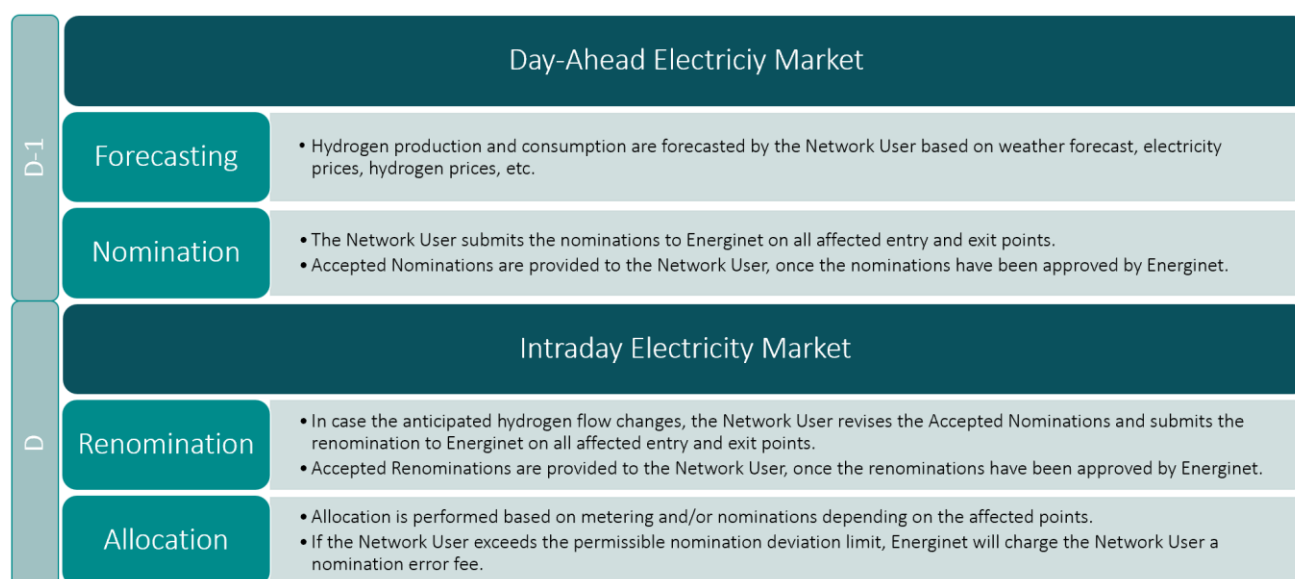 D-1
Day-Ahead Electriciy Market
Forecasting
• Hydrogen production and consumption are forecasted by the Network User based on weather forecast, electricity
prices, hydrogen prices, etc.
Nomination
• The Network User submits the nominations to Energinet on all affected entry and exit points.
• Accepted Nominations are provided to the Network User, once the nominations have been approved by Energinet.
D
Intraday Electricity Market
Renomination
• In case the anticipated hydrogen flow changes, the Network User revises the Accepted Nominations and submits the
renomination to Energinet on all affected entry and exit points.
• Accepted Renominations are provided to the Network User, once the renominations have been approved by Energinet.
Allocation
• Allocation is performed based on metering and/or nominations depending on the affected points.
• If the Network User exceeds the permissible nomination deviation limit, Energinet will charge the Network User a
nomination error fee.